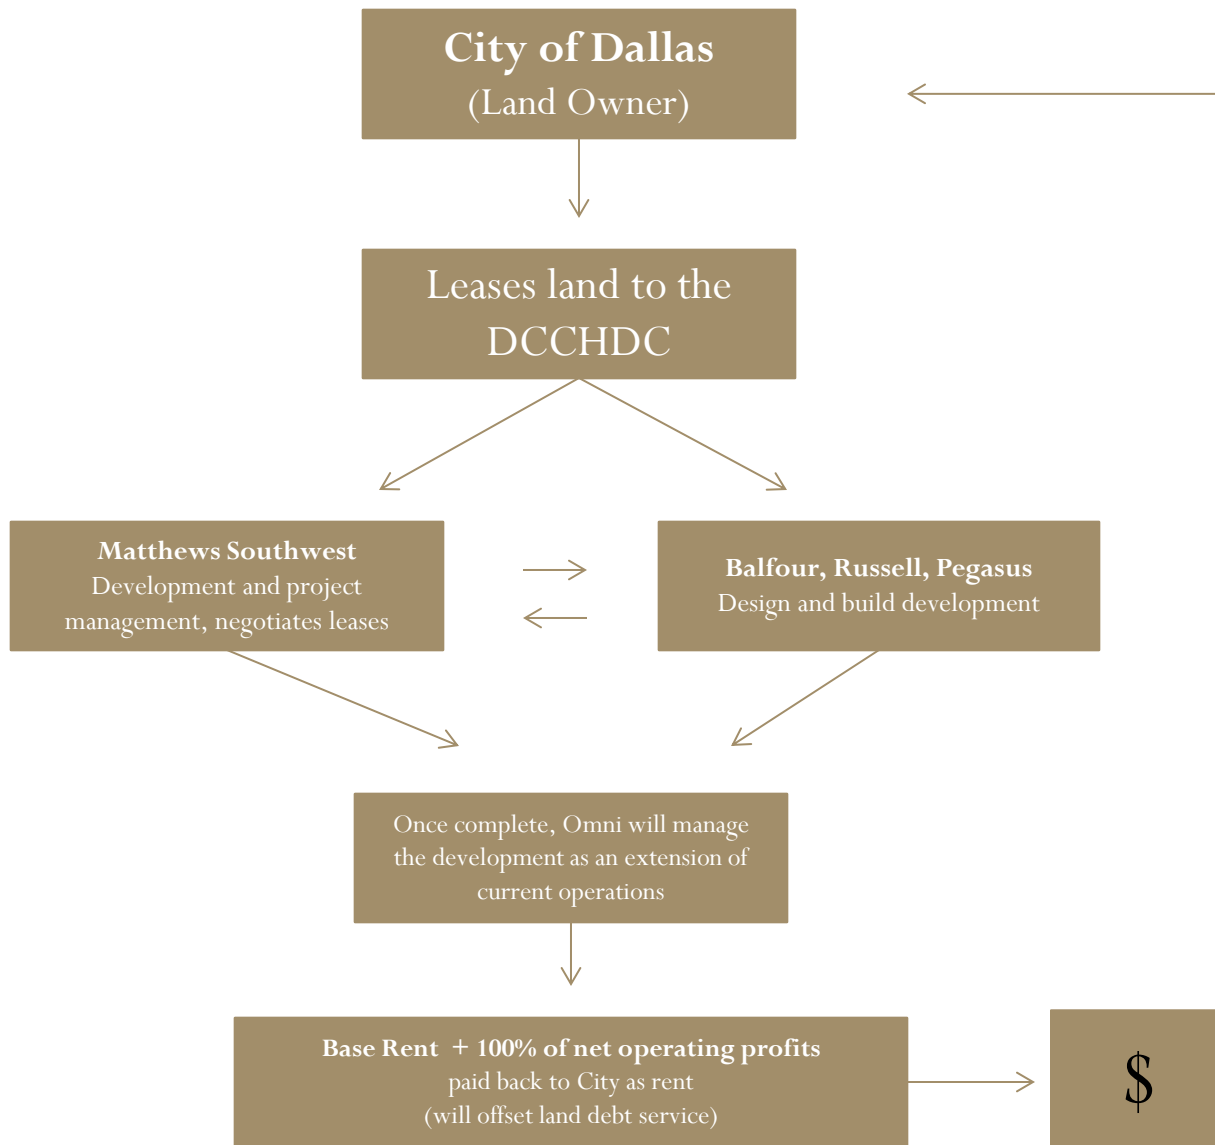 City of Dallas
(Land Owner)
Leases land to the
DCCHDC
Matthews Southwest
Development and project
management, negotiates leases
Balfour, Russell, Pegasus
Design and build development
Once complete, Omni will manage
the development as an extension of
current operations
Base Rent + 100% of net operating profits
paid back to City as rent
(will offset land debt service)
$